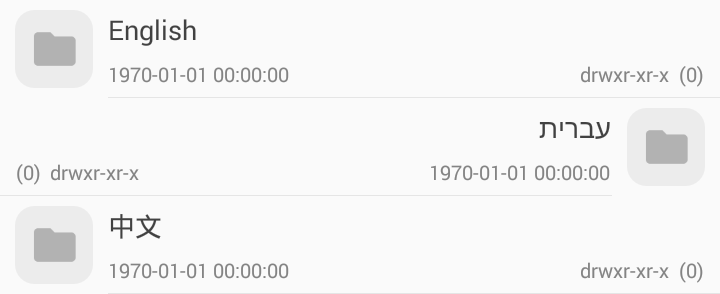 English
1970-01-01 00:00:00 drwxr-xr-x (0)
עברית
1970-01-01 00:00:00 drwxr-xr-x (0)
中文
1970-01-01 00:00:00 drwxr-xr-x (0)